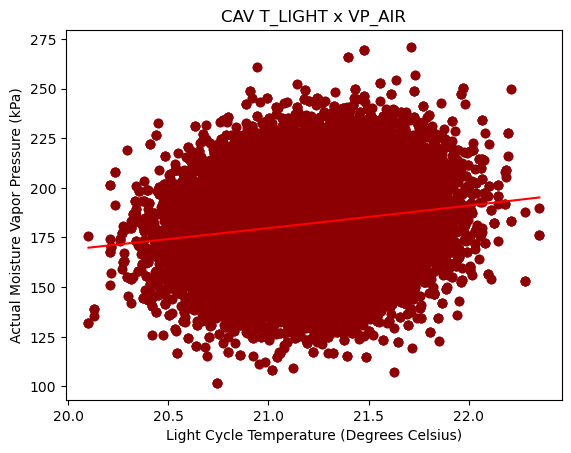 CAV T_LIGHT x VP_AIR
275
250
225
200
175
150
125
100
Actual Moisture Vapor Pressure (kPa)
20.0 20.5 21.0 21.5 22.0
Light Cycle Temperature (Degrees Celsius)